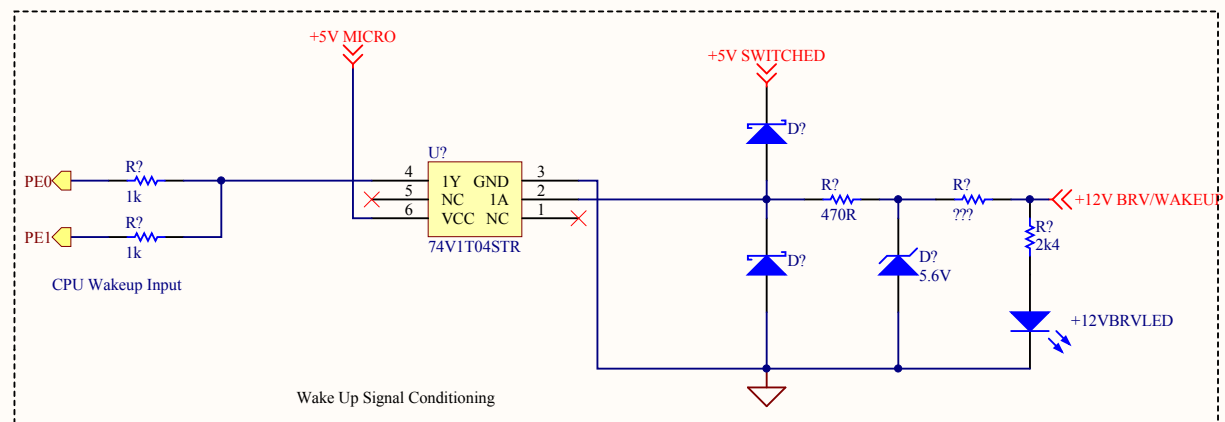 +5V MICRO
+5V SWITCHED
D?
U?
R?
PE0
1k
4
1Y
GND
3
5
NC
1A
2
6
VCC
NC
1
R?
PE1
1k
74V1T04STR
R?
470R
R?
???
+12V BRV/WAKEUP
R?
2k4
D?
D?
5.6V
CPU Wakeup Input
+12VBRVLED
Wake Up Signal Conditioning